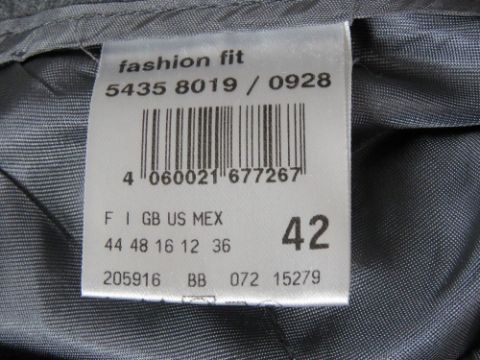 fashion fit
5435 8019 / 0928
4 060021 677267
F I GB US MEX
44 48 16 12 36
42
205916 BB 072 15279